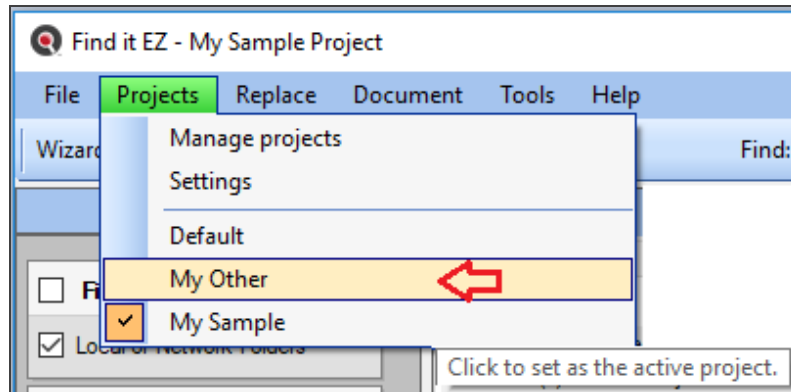 Find it EZ - My Sample Project
File Projects Replace Document Tools Help
Manage projects
Find:
Settings
Default
My Other
My Sample
Click to set as the active project.